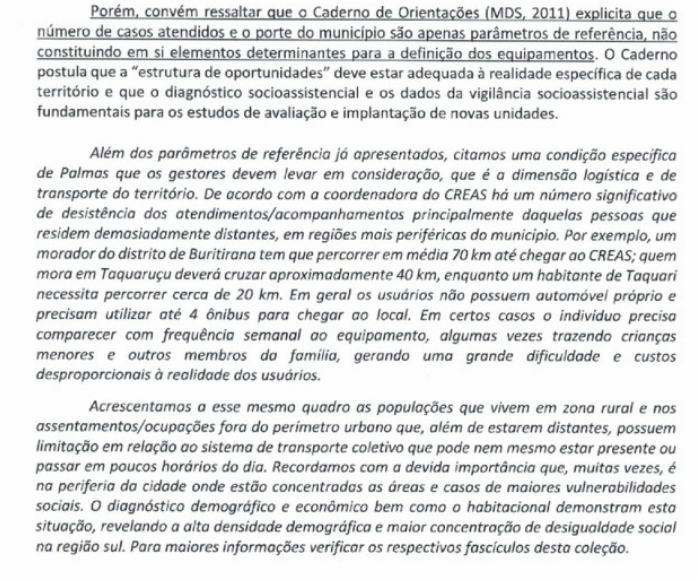 Porém, convém ressaltar que o Caderno de Orientações (MDS, 2011) explicita que o
número de casos atendidos e o porte do município são apenas parâmetros de referência, não
constituindo em si elementos determinantes para a definição dos equipamentos. O Caderno
postula que a “estrutura de oportunidades” deve estar adequada à realidade específica de cada
território e que o diagnóstico socioassistencial e os dados da vigilância socioassistencial são
fundamentais para os estudos de avaliação e implantação de novas unidades.
Além dos parâmetros de referência já apresentados, citamos uma condição específica
de Palmas que os gestores devem levar em consideração, que é a dimensão logística e de
transporte do território. De acordo com a coordenadora do CREAS há um número significativo
de desistência dos atendimentos/acompanhamentos principalmente daquelas pessoas que
residem demasiadamente distantes, em regiões mais periféricas do municipio. Por exemplo, um
morador do distrito de Buritirana tem que percorrer em média 70 km até chegar ao CREAS; quem
mora em Taquaruçu deverá cruzar aproximadamente 40 km, enquanto um habitante de Taquari
necessita percorrer cerca de 20 km. Em geral os usuários não possuem automóvel próprio e
precisam utilizar até 4 ônibus para chegar ao local. Em certos casos o indivíduo precisa
comparecer com frequência semanal ao equipamento, algumas vezes trazendo crianças
menores e outros membros da família, gerando uma grande dificuldade e custos
desproporcionais à realidade dos usuários.
Acrescentamos a esse mesmo quadro as populações que vivem em zona rural e nos
assentamentos/ocupações fora do perímetro urbano que, além de estarem distantes, possuem
limitação em relação ao sistema de transporte coletivo que pode nem mesmo estar presente ou
passar em poucos horários do dia. Recordamos com a devida importância que, muitas vezes, é
na periferia da cidade onde estão concentradas as áreas e casos de maiores vulnerabilidades
sociais. O diagnóstico demográfico e econômico bem como o habitacional demonstram esta
situação, revelando a alta densidade demográfica e maior concentração de desigualdade social
na região sul. Para maiores informações verificar os respectivos fascículos desta coleção.